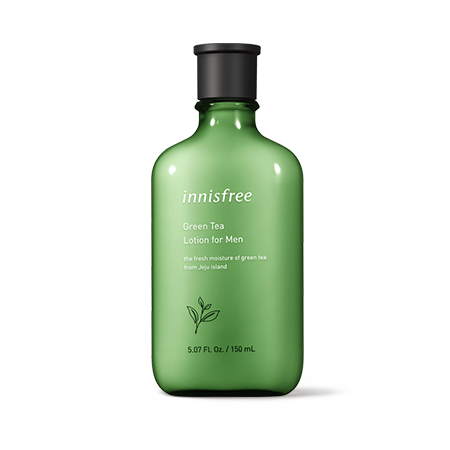 innisfree
Green Tea
Lotion for Men
the fresh moisture of green tea
from Jeju island
5.07 Fl. Oz. / 150 mL